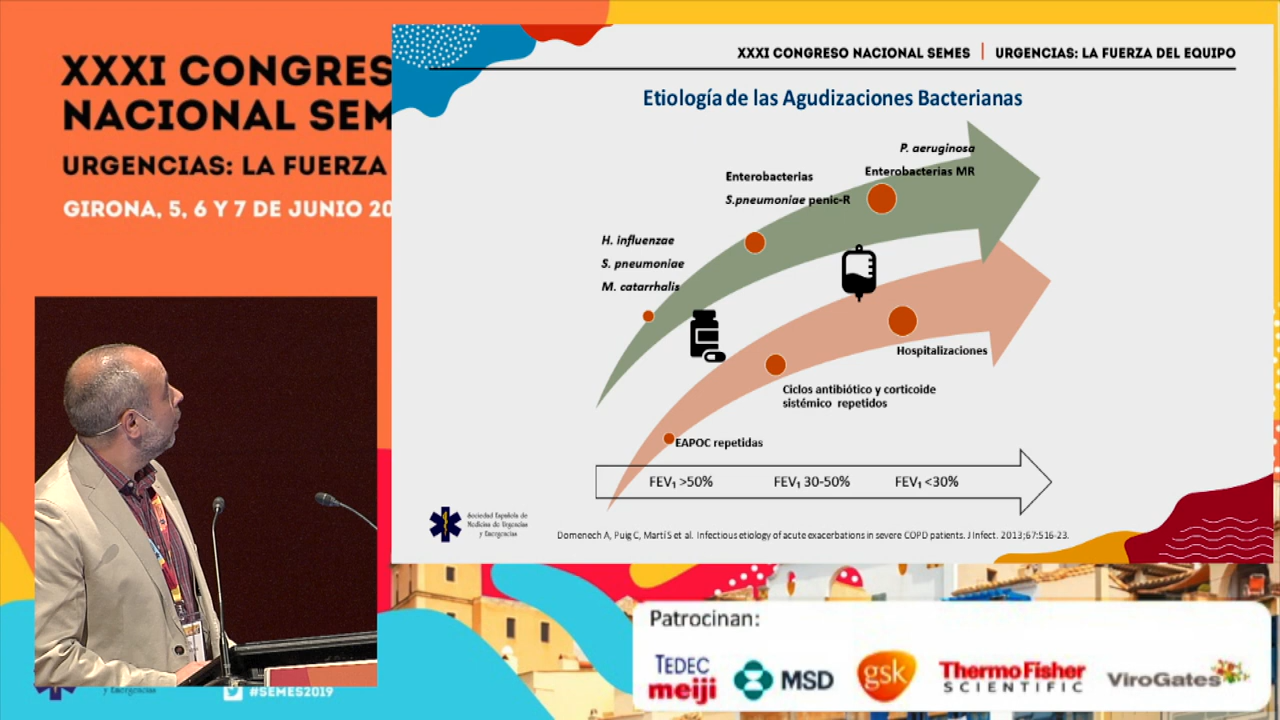 XXXI CONGRES
NACIONAL SEM
URGENCIAS: LA FUERZA
GIRONA, 5, 6 Y 7 DE JUNIO 20
XXXI CONGRESO NACIONAL SEMES | URGENCIAS: LA FUERZA DEL EQUIPO
Etiología de las Agudizaciones Bacterianas
P. aeruginosa
Enterobacterias MR
Enterobacterias
S.pneumoniae penic-R
H. influenzae
S. pneumoniae
M. catarrhalis
Hospitalizaciones
Ciclos antibiótico y corticoide
sistémico repetidos
EAPOC repetidas
FEV₁ >50% FEV₁ 30-50% FEV₁ <30%
Sociedad Española de
Medicina de Urgencias
y Emergencias
Domenech A, Puig C, Martí S et al. Infectious etiology of acute exacerbations in severe COPD patients. J Infect. 2013;67:516-23.
y Emergencias
#SEMES2019
Patrocinan:
TEDEC
meiji
MSD
gsk
ThermoFisher
SCIENTIFIC
ViroGates